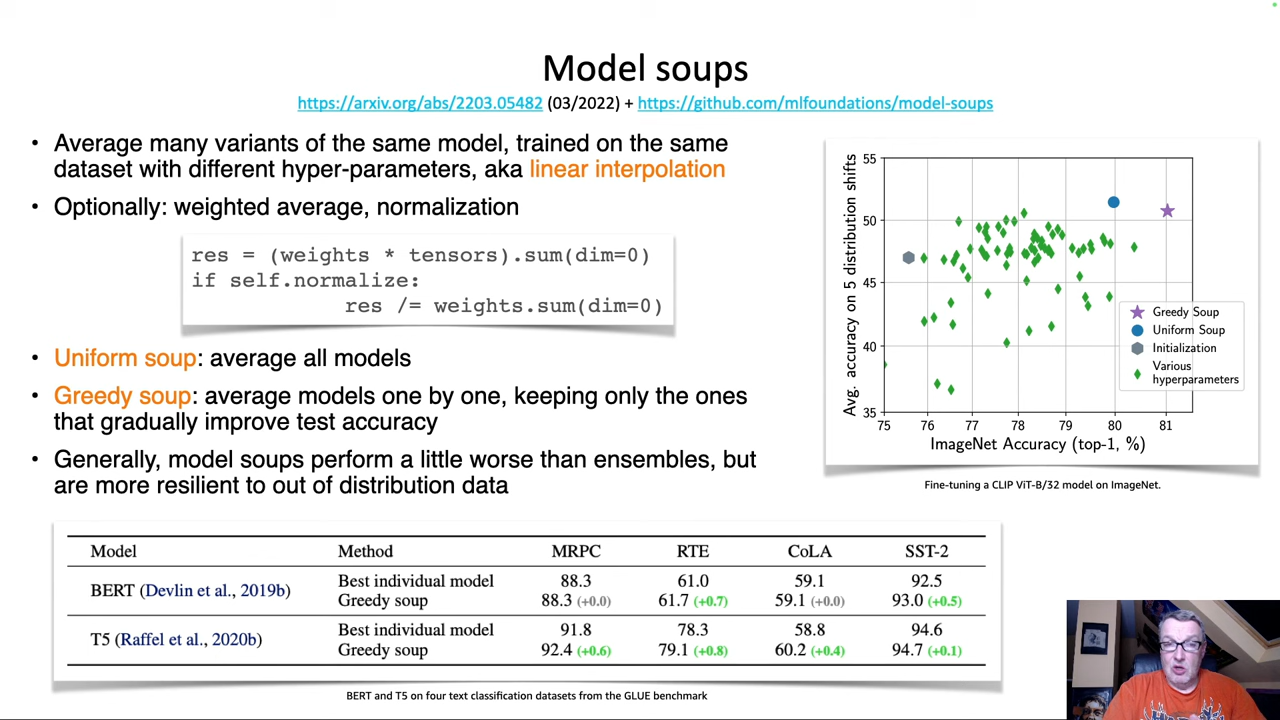 Model soups
https://arxiv.org/abs/2203.05482 (03/2022) + https://github.com/mlfoundations/model-soups
• Average many variants of the same model, trained on the same
dataset with different hyper-parameters, aka linear interpolation
• Optionally: weighted average, normalization
res = (weights * tensors).sum(dim=0)
if self.normalize:
res /= weights.sum(dim=0)
• Uniform soup: average all models
• Greedy soup: average models one by one, keeping only the ones
that gradually improve test accuracy
• Generally, model soups perform a little worse than ensembles, but
are more resilient to out of distribution data
Avg. accuracy on 5 distribution shifts
55
50
45
40
35
75 76 77 78 79 80 81
ImageNet Accuracy (top-1, %)
Greedy Soup
Uniform Soup
Initialization
Various
hyperparameters
Fine-tuning a CLIP ViT-B/32 model on ImageNet.
Model Method MRPC RTE CoLA SST-2
BERT (Devlin et al., 2019b)
Best individual model 88.3 61.0 59.1 92.5
Greedy soup 88.3 (+0.0) 61.7 (+0.7) 59.1 (+0.0) 93.0 (+0.5)
T5 (Raffel et al., 2020b)
Best individual model 91.8 78.3 58.8 94.6
Greedy soup 92.4 (+0.6) 79.1 (+0.8) 60.2 (+0.4) 94.7 (+0.1)
BERT and T5 on four text classification datasets from the GLUE benchmark